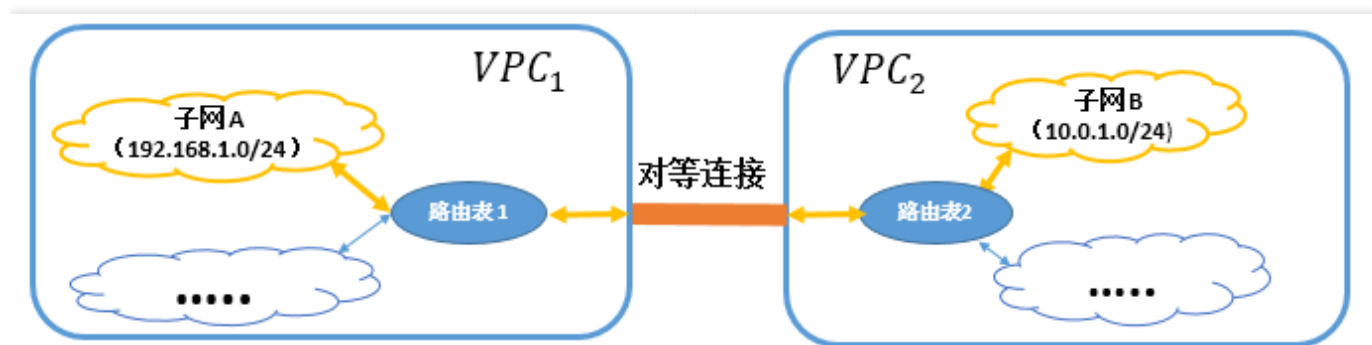 VPC₁
子网A
（192.168.1.0/24）
路由表1
•••••
对等连接
VPC₂
子网B
（10.0.1.0/24)
路由表2
•••••